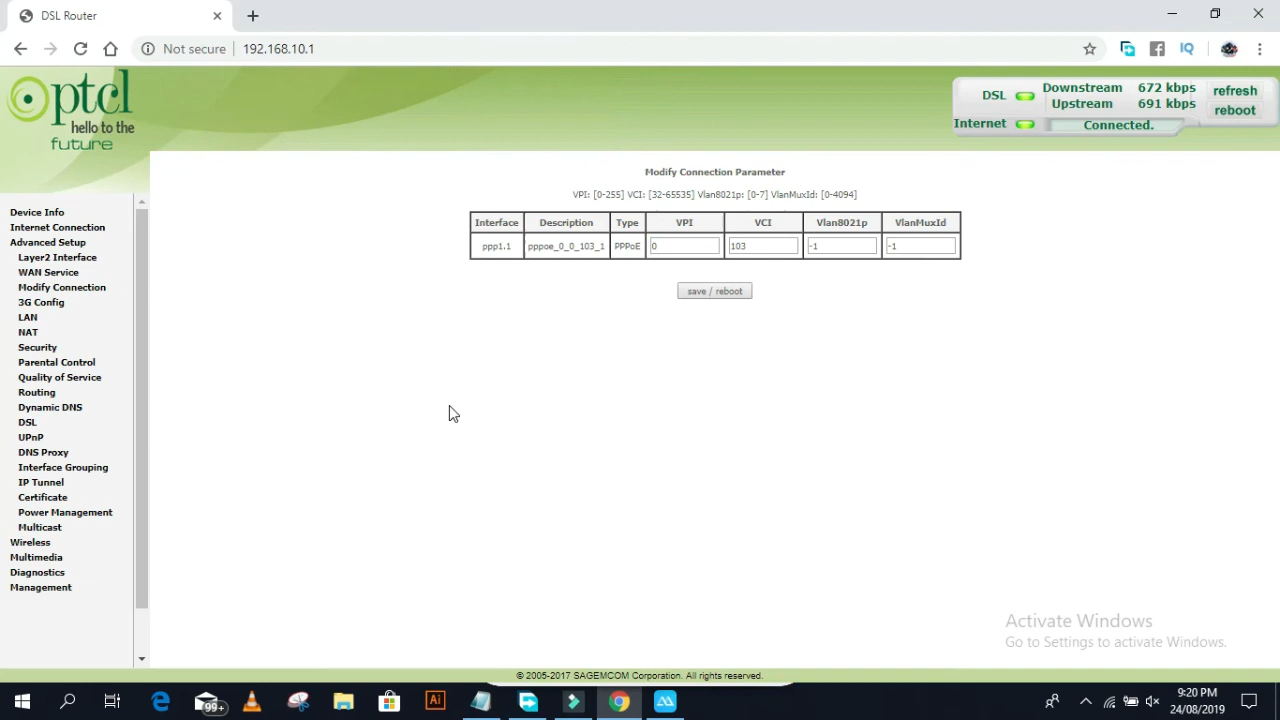 DSL Router
Not secure
192.168.10.1
IQ
ptcl
hello to the
future
DSL
Downstream 672 kbps
Upstream 691 kbps
Internet
Connected.
refresh
reboot
Device Info
Internet Connection
Advanced Setup
Layer2 Interface
WAN Service
Modify Connection
3G Config
LAN
NAT
Security
Parental Control
Quality of Service
Routing
Dynamic DNS
DSL
UPnP
DNS Proxy
Interface Grouping
IP Tunnel
Certificate
Power Management
Multicast
Wireless
Multimedia
Diagnostics
Management
Modify Connection Parameter
VPI: [0-255] VCI: [32-65535] Vlan8021p: [0-7] VlanMuxId: [0-4094]
Interface Description Type VPI VCI Vlan8021p VlanMuxId
ppp1.1 pppoe_0_0_103_1 PPPoE 0 103 -1 -1
save / reboot
Activate Windows
Go to Settings to activate Windows.
© 2005-2017 SAGEMCOM. All rights reserved.
99+
Ai
9:20 PM
24/08/2019